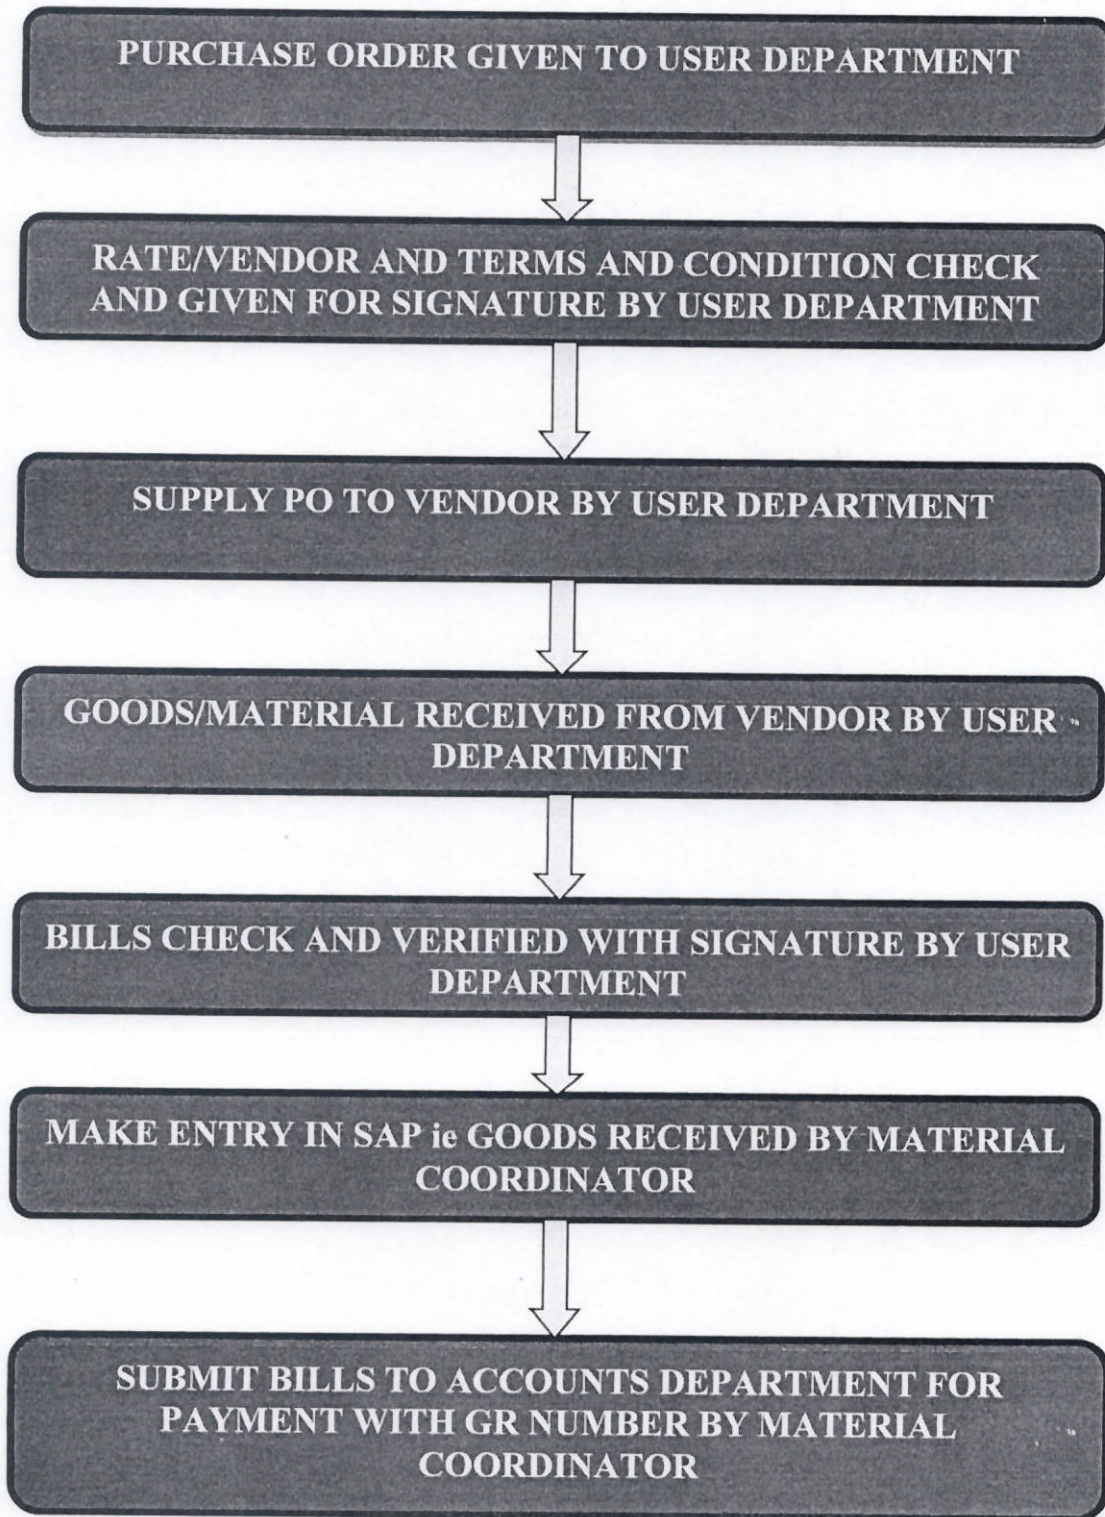 PURCHASE ORDER GIVEN TO USER DEPARTMENT
RATE/VENDOR AND TERMS AND CONDITION CHECK
AND GIVEN FOR SIGNATURE BY USER DEPARTMENT
SUPPLY PO TO VENDOR BY USER DEPARTMENT
GOODS/MATERIAL RECEIVED FROM VENDOR BY USER
DEPARTMENT
BILLS CHECK AND VERIFIED WITH SIGNATURE BY USER
DEPARTMENT
MAKE ENTRY IN SAP ie GOODS RECEIVED BY MATERIAL
COORDINATOR
SUBMIT BILLS TO ACCOUNTS DEPARTMENT FOR
PAYMENT WITH GR NUMBER BY MATERIAL
COORDINATOR